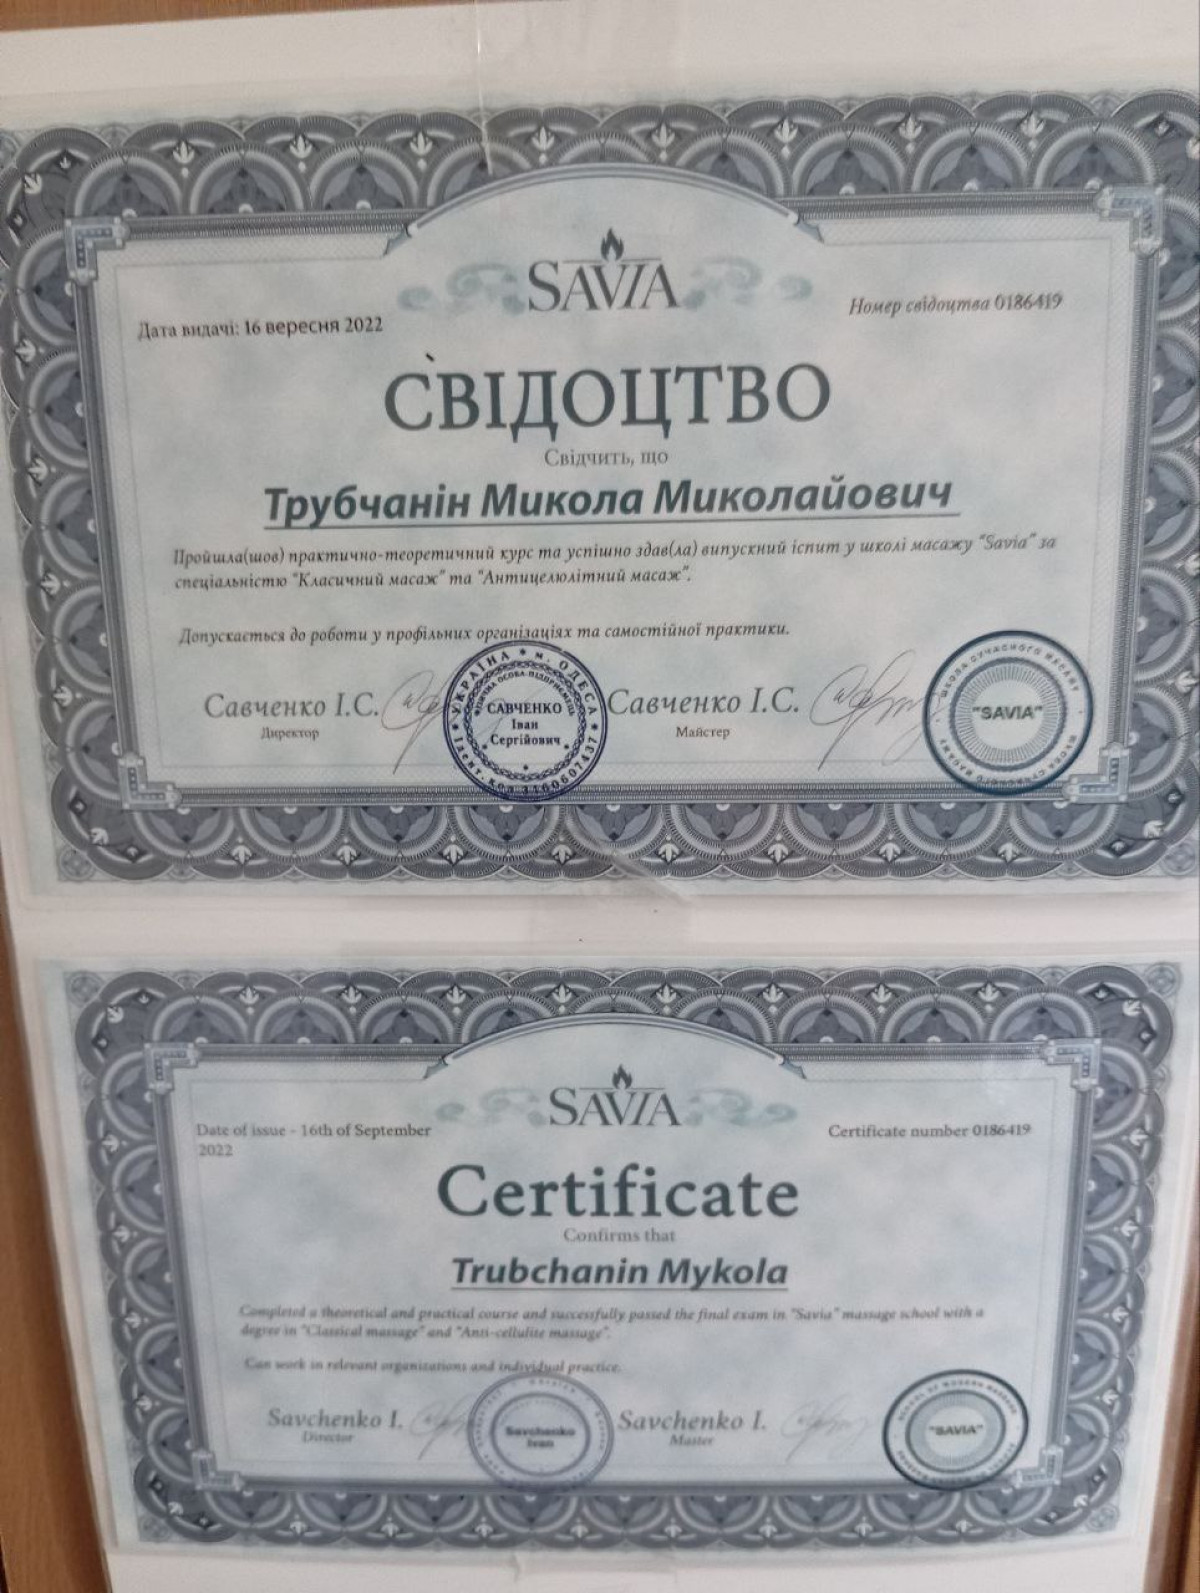 SAVIA
Дата видачі: 16 вересня 2022
Номер свідоцтва 0186419
СВІДОЦТВО
Свідчить, що
Трубчанін Микола Миколайович
Пройшла(шов) практично-теоретичний курс та успішно здав(ла) випускний іспит у школі масажу "Savia" за
спеціальністю "Класичний масаж" та "Антицелюлітний масаж".
Допускається до роботи у профільних організаціях та самостійної практики.
Савченко І.С.
Директор
УКРАЇНА * м. ОДЕСА
САВЧЕНКО
Іван
Сергійович
Савченко І.С.
Майстер
"SAVIA"
SAVIA
Date of issue - 16th of September
2022
Certificate number 0186419
Certificate
Confirms that
Trubchanin Mykola
Completed a theoretical and practical course and successfully passed the final exam in "Savia" massage school with a
degree in "Classical massage" and "Anti-cellulite massage".
Can work in relevant organizations and individual practice.
Savchenko I.
Director
Savchenko
Ivan
Savchenko I.
Master
"SAVIA"